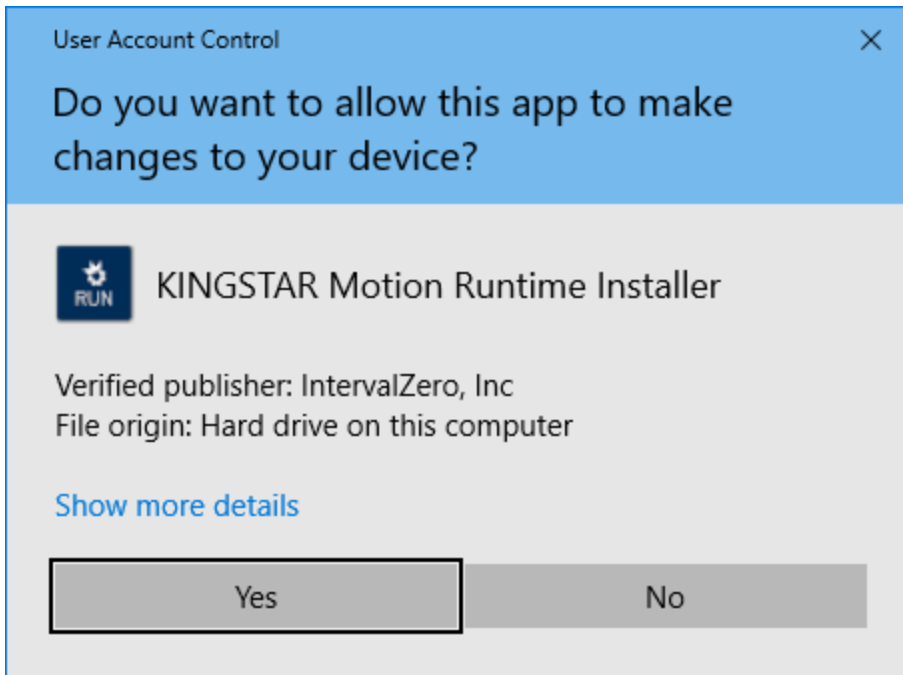 User Account Control
Do you want to allow this app to make
changes to your device?
RUN
KINGSTAR Motion Runtime Installer
Verified publisher: IntervalZero, Inc
File origin: Hard drive on this computer
Show more details
Yes
No